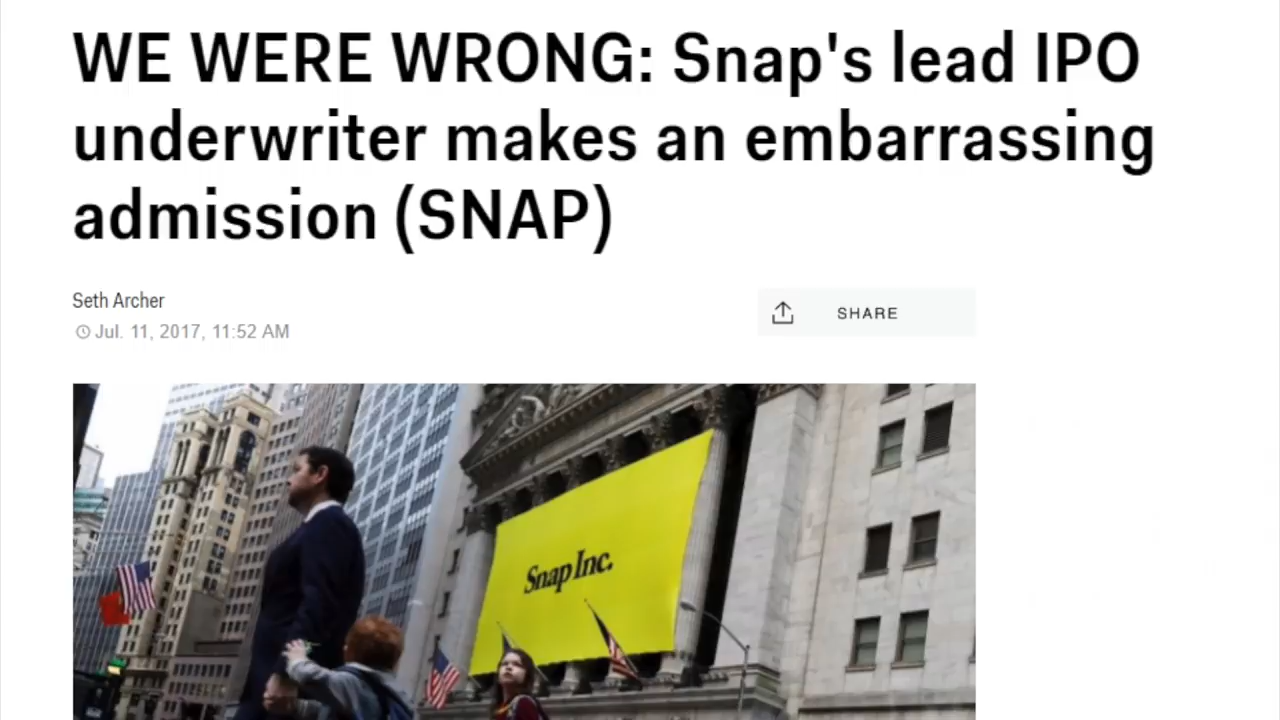 WE WERE WRONG: Snap's lead IPO
underwriter makes an embarrassing
admission (SNAP)
Seth Archer
Jul. 11, 2017, 11:52 AM
SHARE
Snap Inc.